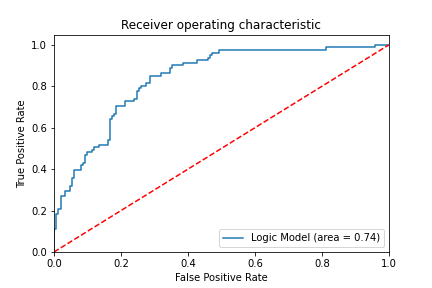 Receiver operating characteristic
True Positive Rate
1.0
0.8
0.6
0.4
0.2
0.0
Logic Model (area = 0.74)
0.0 0.2 0.4 0.6 0.8 1.0
False Positive Rate